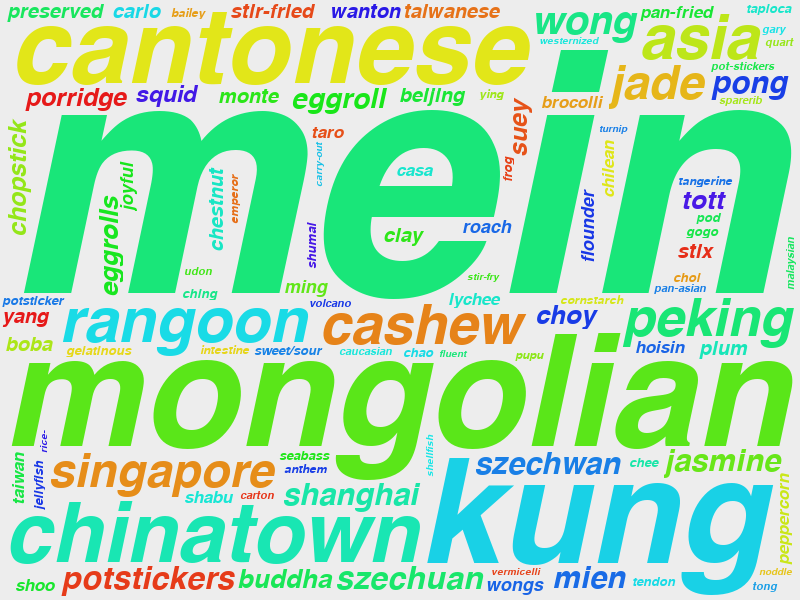 preserved
carlo
bailey
stir-fried
wanton
taiwanese
wong
pan-fried
tapioca
cantonese
westernized
asia
gary
quart
pot-stickers
porridge
squid
monte
eggroll
beijing
ying
brocolli
jade
pong
sparerib
mein
chopstick
taro
carry-out
suey
frog
turnip
chilean
casa
tangerine
tott
pod
gogo
stix
joyful
eggrolls
chestnut
emperor
shumai
clay
roach
flounder
malaysian
udon
ching
ming
stir-fry
choi
pan-asian
potsticker
volcano
lychee
cornstarch
yang
rangoon
cashew
choy
peking
boba
gelatinous
intestine
sweet/sour
caucasian
chao
fluent
pupu
hoisin
plum
mongolian
rice-
taiwan
jellyfish
singapore
seabass
anthem
shellfish
szechwan
chee
jasmine
shabu
carton
shanghai
peppercorn
chinatown
kung
shoo
potstickers
buddha
szechuan
vermicelli
wongs
mien
tendon
noddle
tong